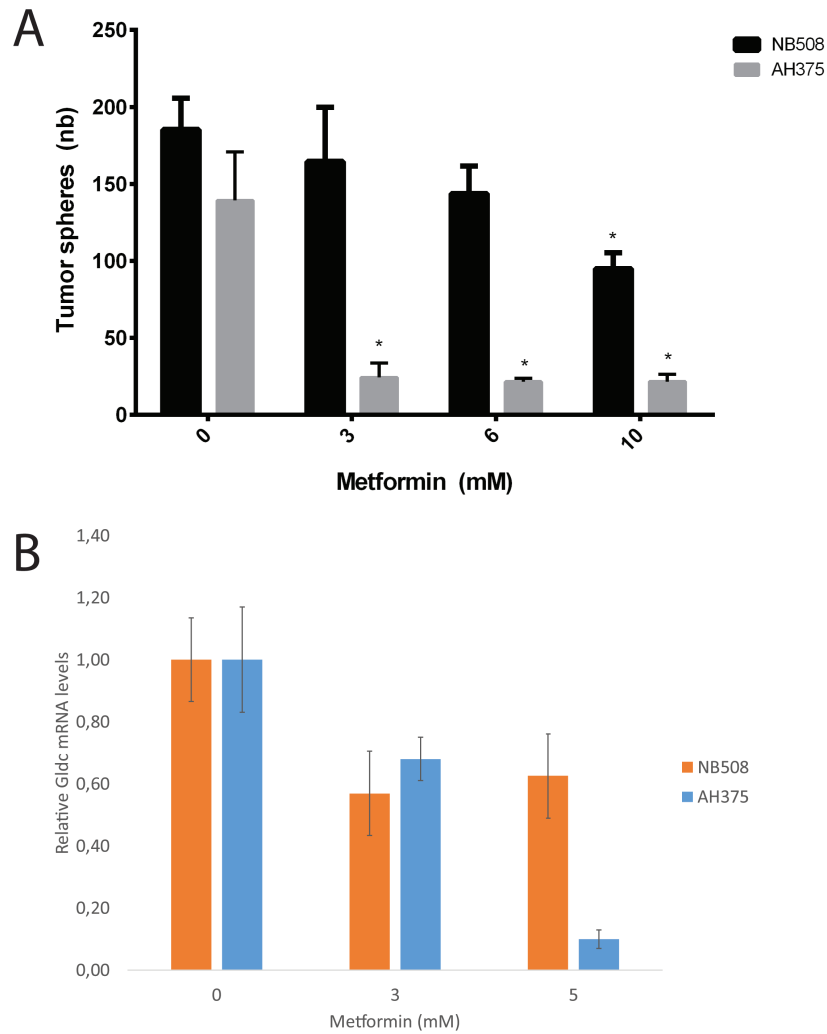 A
250
200
150
100
50
0
Tumor spheres (nb)
NB508
AH375
*
*
*
*
0
3
6
10
Metformin (mM)
B
1,40
1,20
1,00
0,80
0,60
0,40
0,20
0,00
Relative Gldc mRNA levels
NB508
AH375
0
3
5
Metformin (mM)